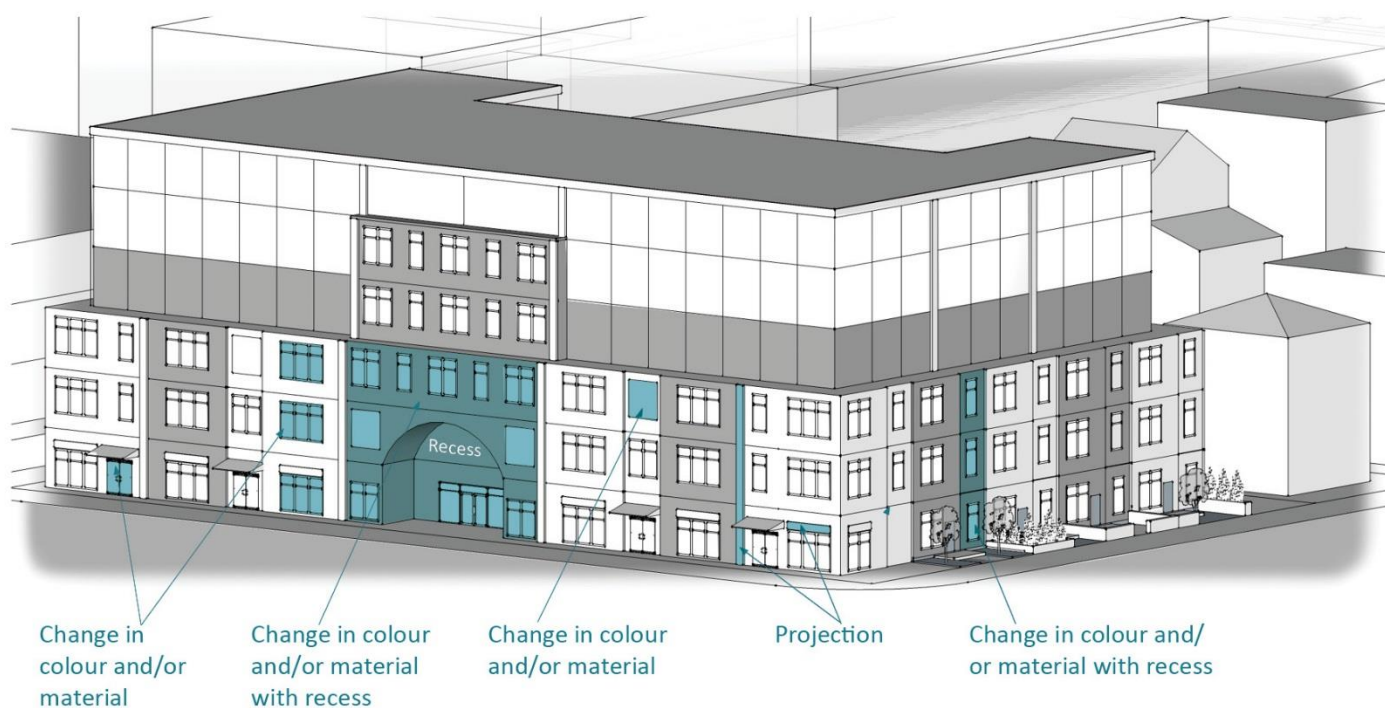 Recess
Change in
colour and/or
material
Change in colour
and/or material
with recess
Change in colour
and/or material
Projection
Change in colour and/
or material with recess